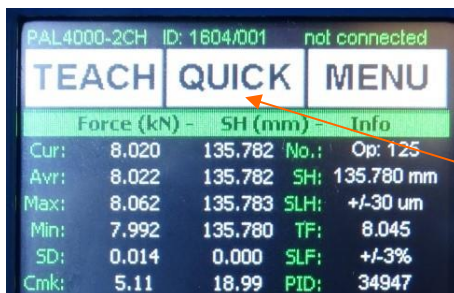 PAL4000-2CH ID: 1604/001 not connected
TEACH QUICK MENU
Force (kN) - SH (mm) - Info
Cur: 8.020 135.782 No.: Op: 125
Avr: 8.022 135.782 SH: 135.780 mm
Max: 8.062 135.783 SLH: +/-30 um
Min: 7.992 135.780 TF: 8.045
SD: 0.014 0.000 SLF: +/-3%
Cmk: 5.11 18.99 PID: 34947